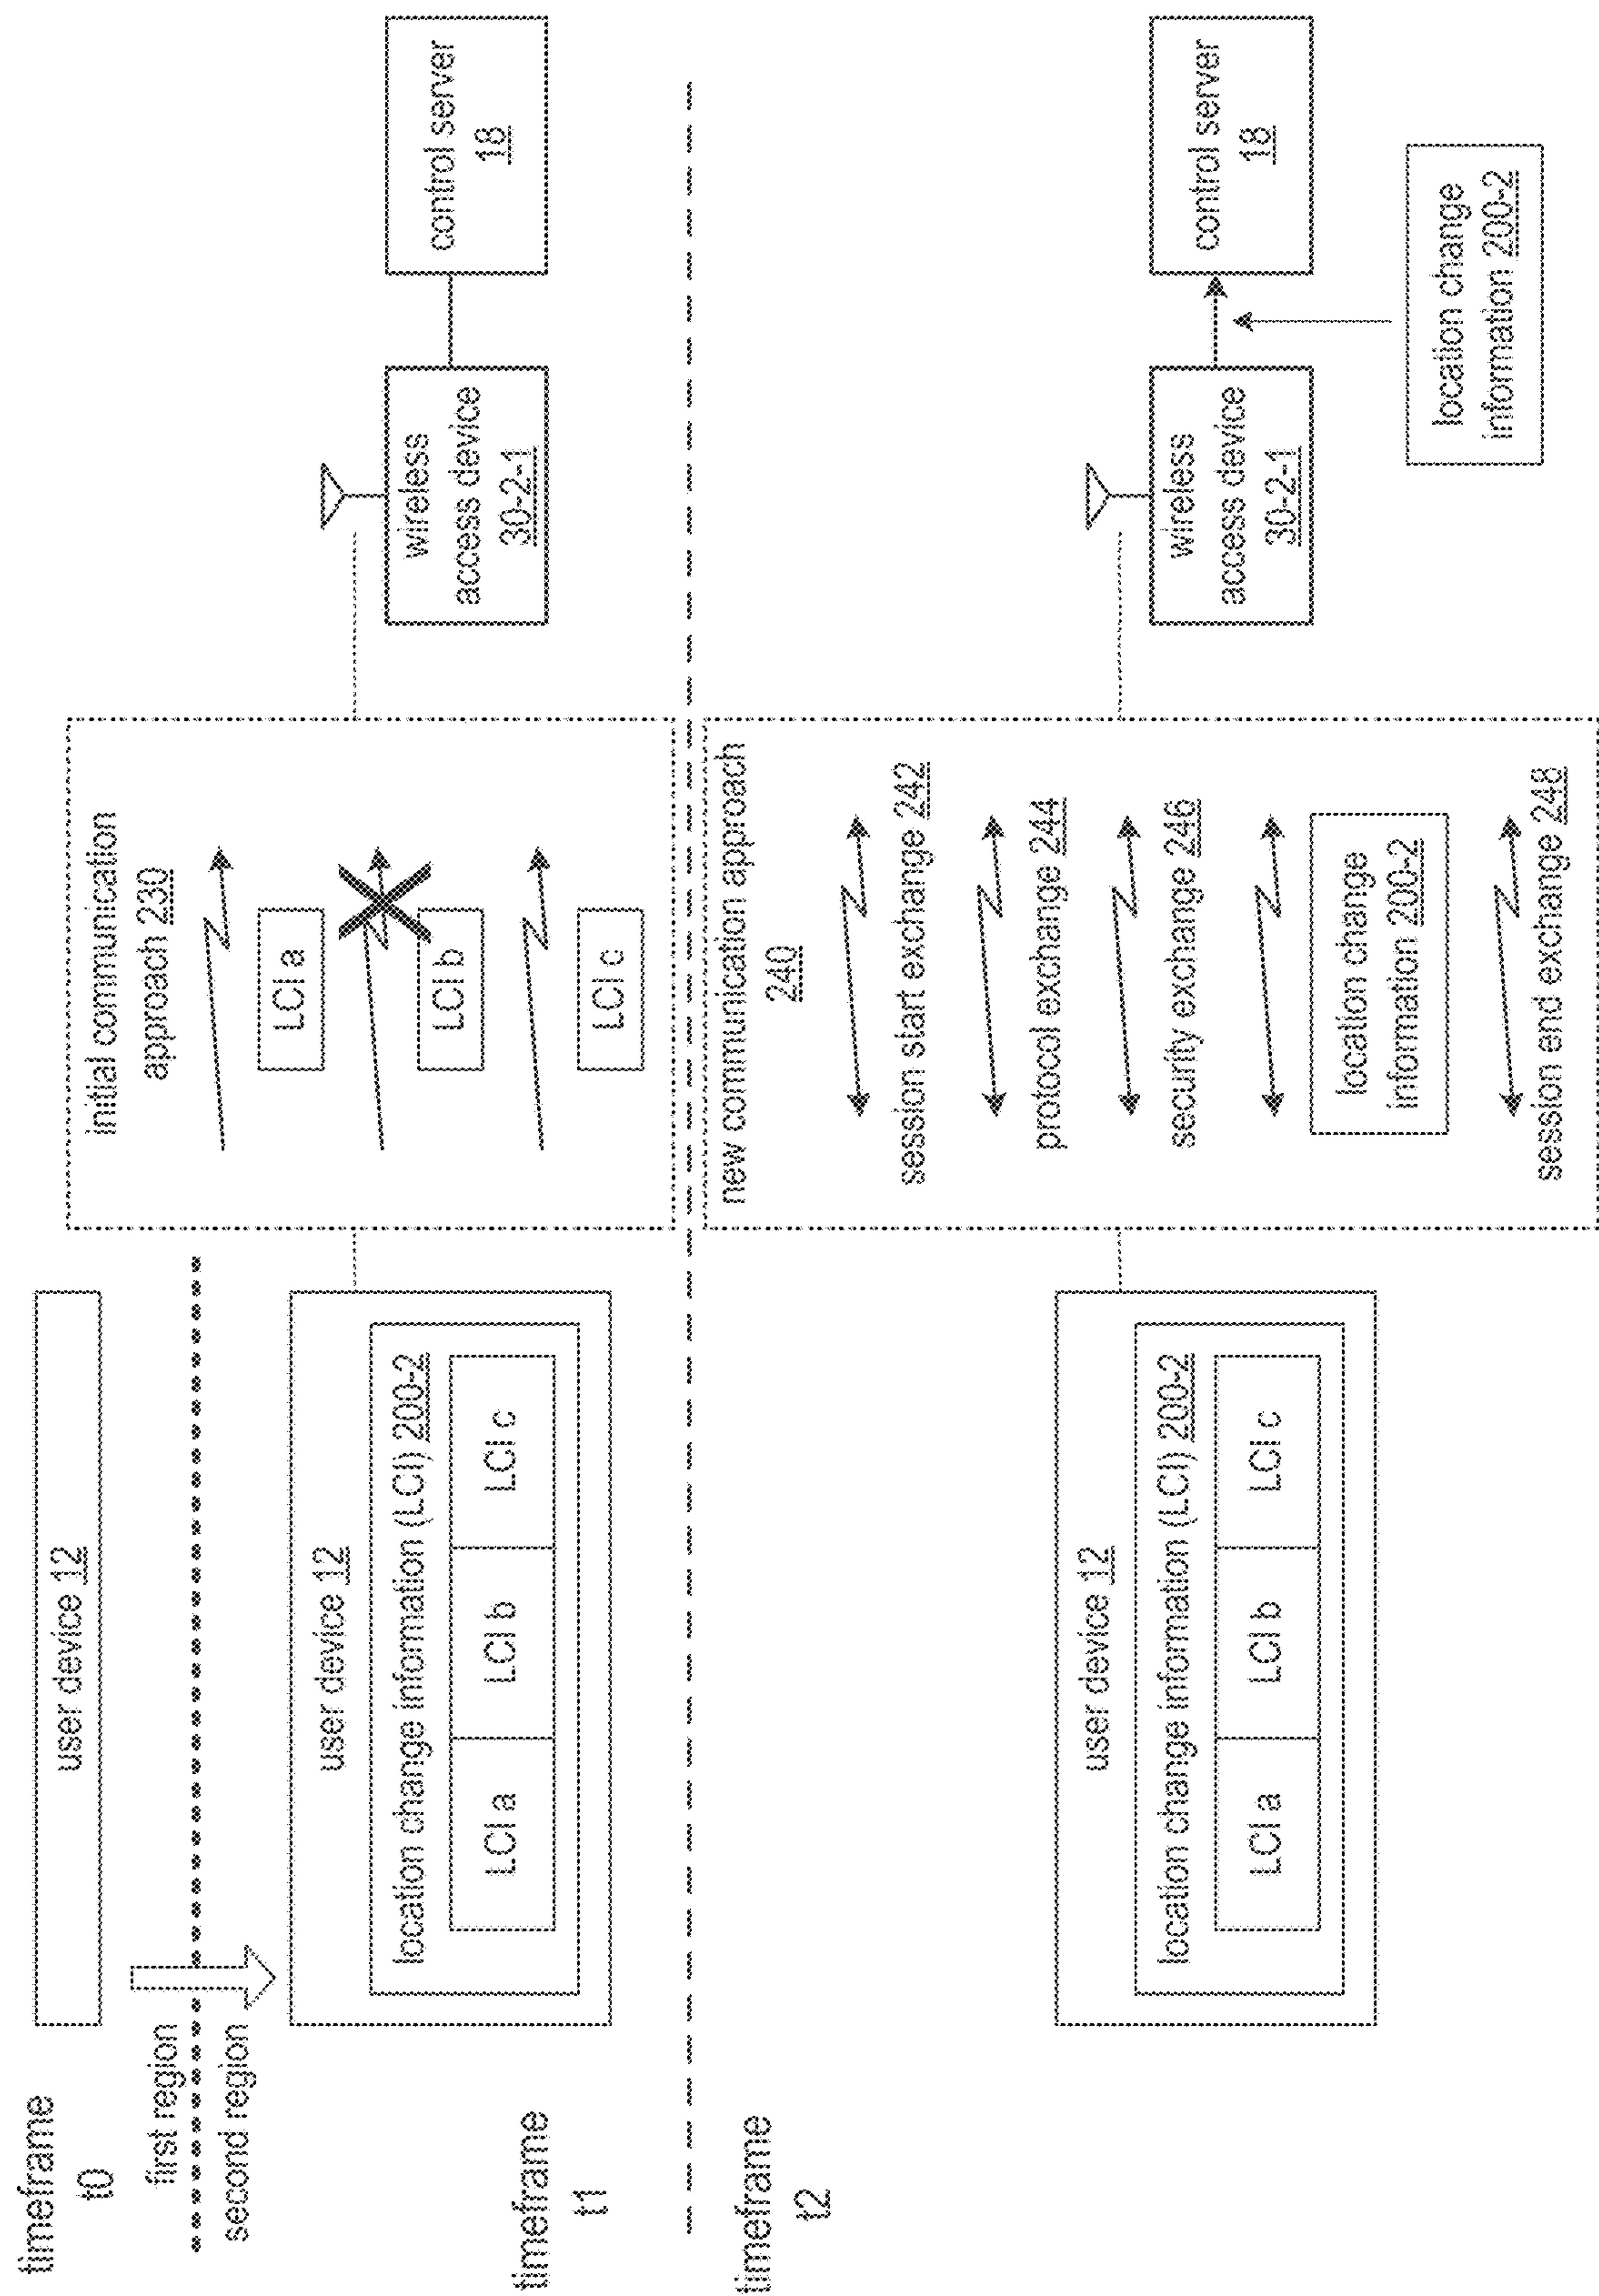 timeframe
t0
user device 12
first region
second region
timeframe
t1
user device 12
location change information (LCI) 200-2
LCI a
LCI b
LCI c
initial communication
approach 230
LCI a
LCI b
LCI c
wireless
access device
30-2-1
control server
18
timeframe
t2
user device 12
location change information (LCI) 200-2
LCI a
LCI b
LCI c
new communication approach
240
session start exchange 242
protocol exchange 244
security exchange 246
location change
information 200-2
session end exchange 248
wireless
access device
30-2-1
control server
18
location change
information 200-2